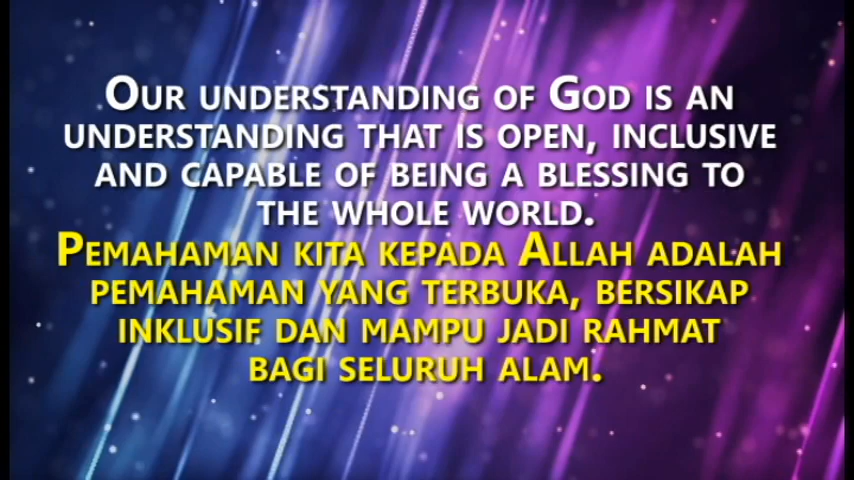 Our understanding of God is an
understanding that is open, inclusive
and capable of being a blessing to
the whole world.
Pemahaman kita kepada Allah adalah
pemahaman yang terbuka, bersikap
inklusif dan mampu jadi rahmat
bagi seluruh alam.